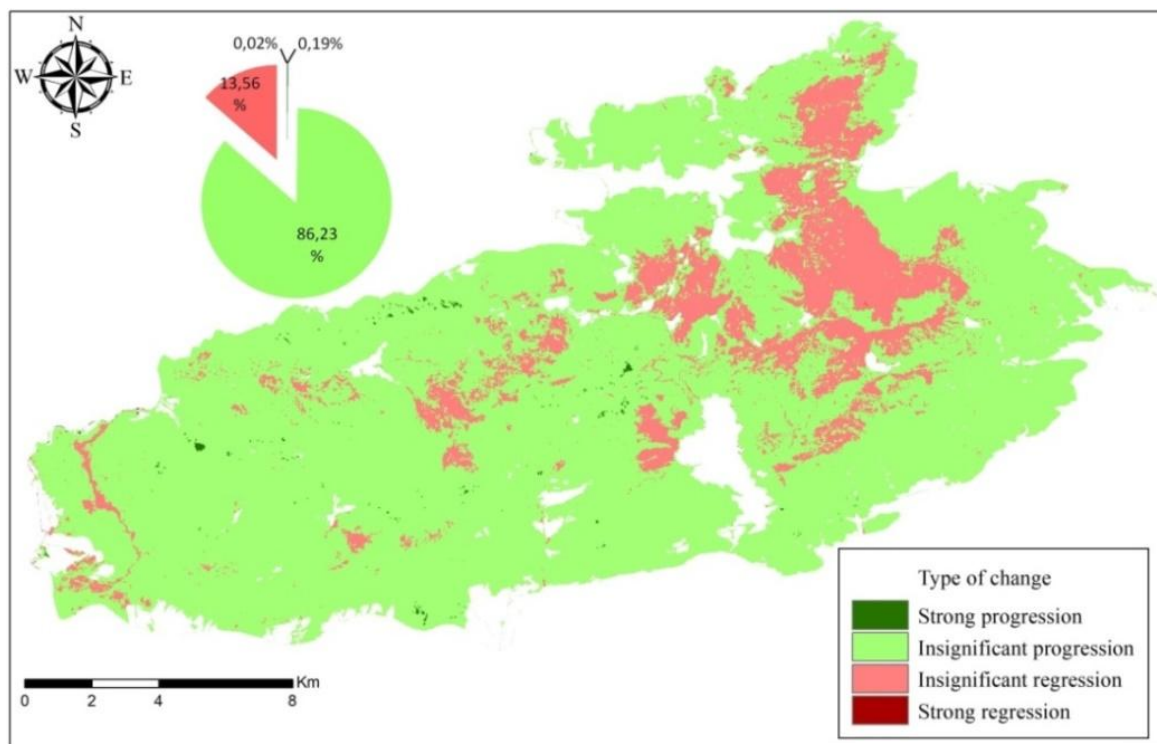 N
W E
S
0,02% 0,19%
13,56
%
86,23
%
Type of change
Strong progression
Insignificant progression
Insignificant regression
Strong regression
Km
0 2 4 8